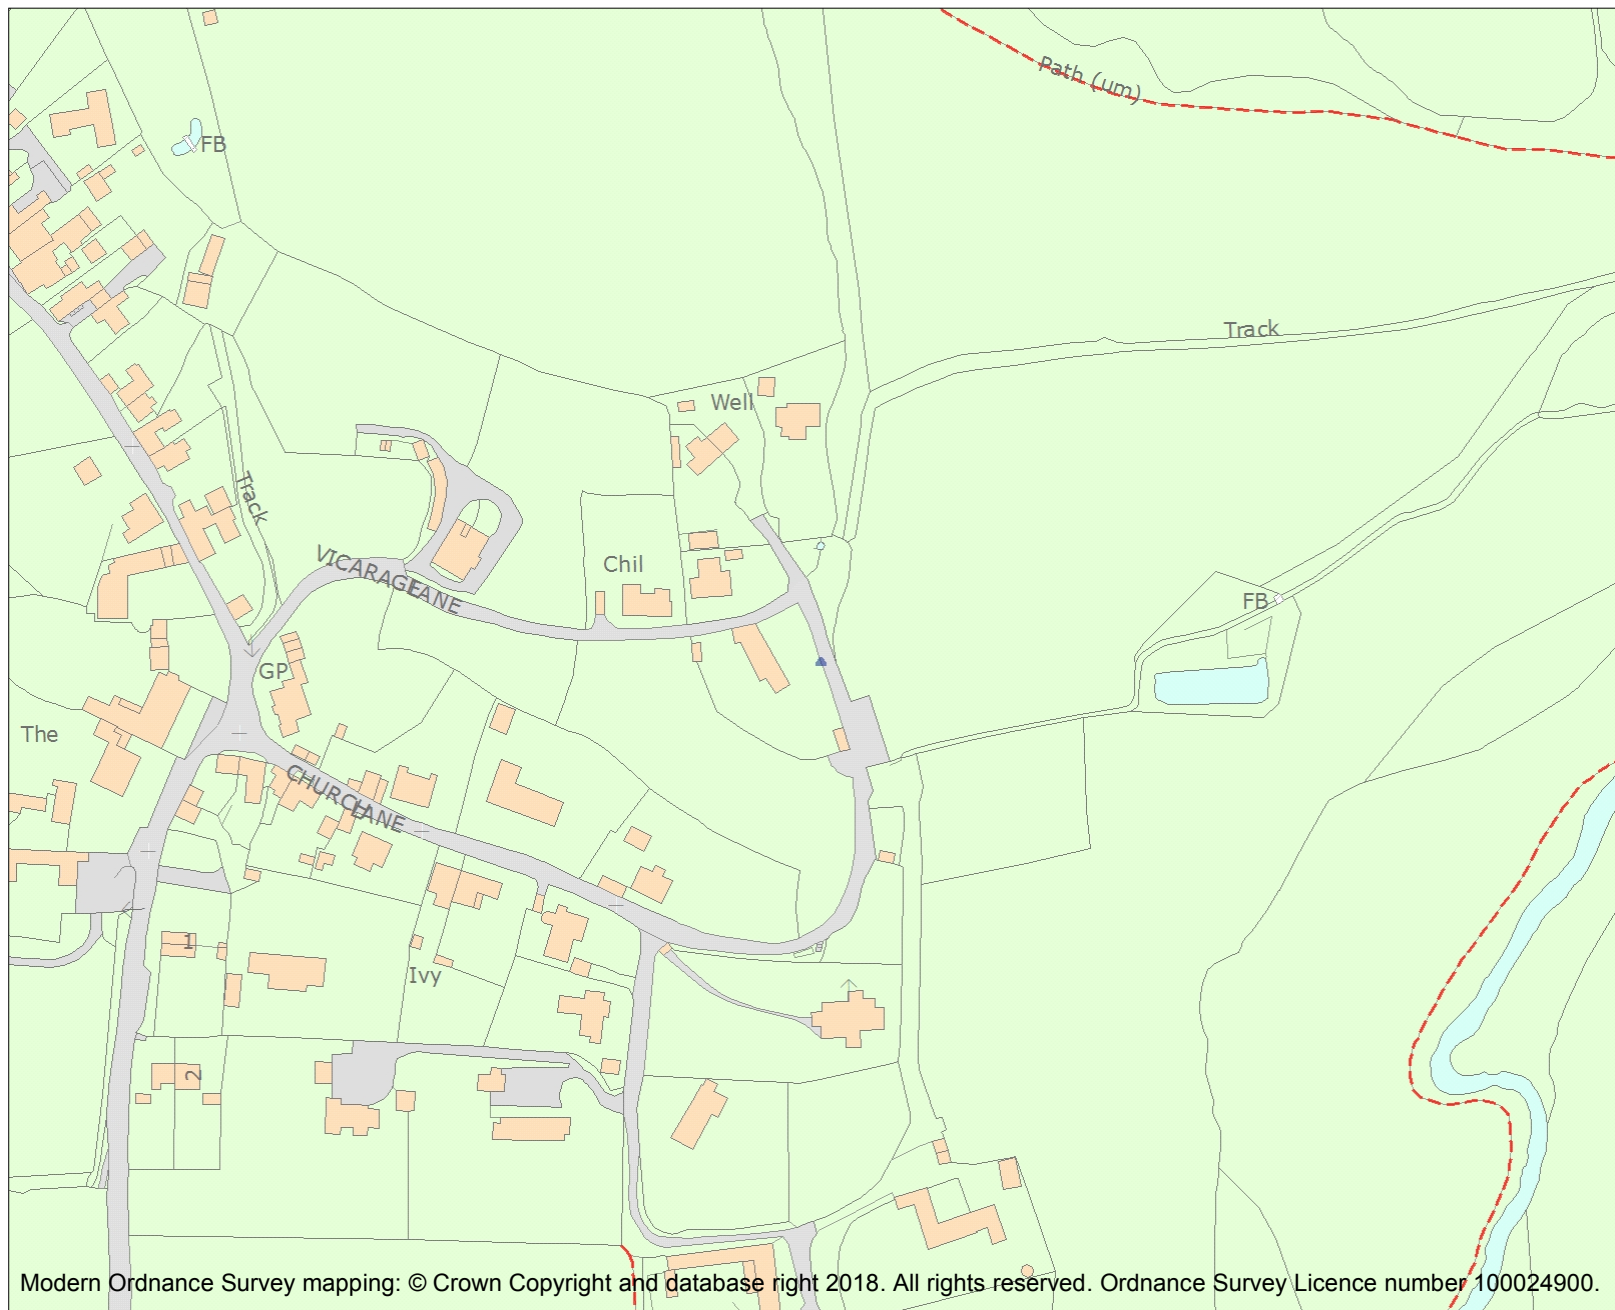 Path (um)
FB
Track
Well
Track
VICARAGE LANE
Chil
FB
GP
The
CHURCH LANE
1
Ivy
2
Modern Ordnance Survey mapping: © Crown Copyright and database right 2018. All rights reserved. Ordnance Survey Licence number 100024900.